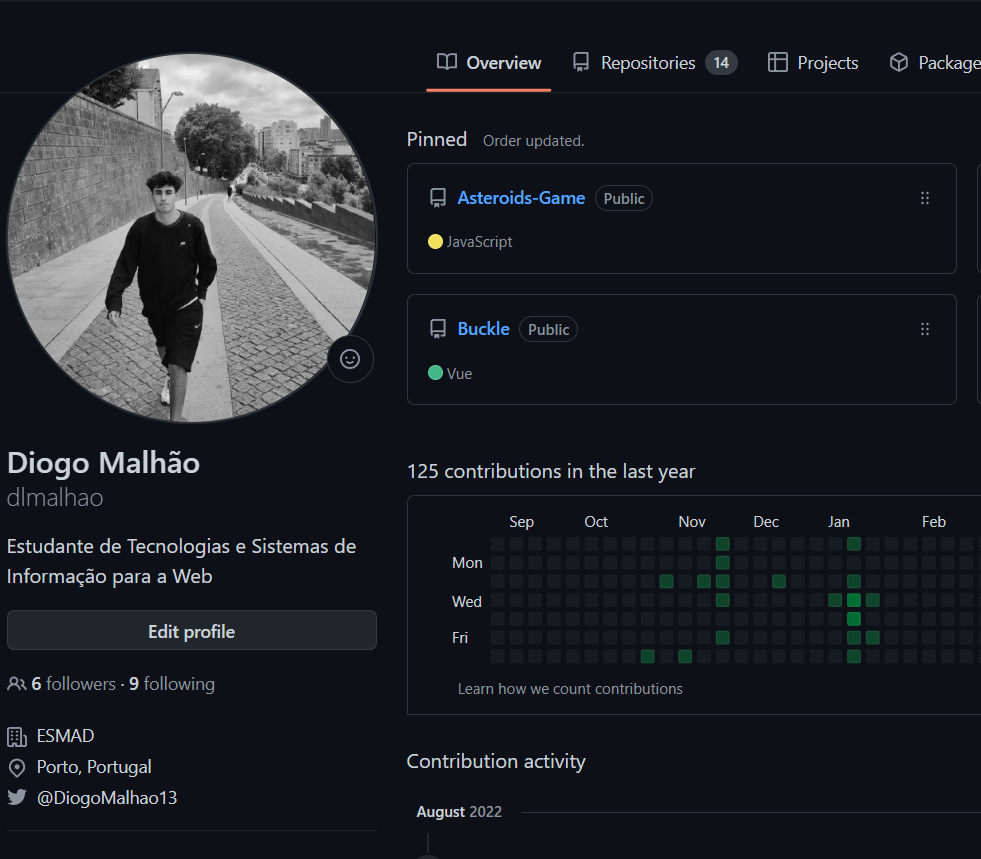 Overview
Repositories 14
Projects
Package
Pinned Order updated.
Asteroids-Game Public
JavaScript
Buckle Public
Vue
Diogo Malhão
dlmalhao
Estudante de Tecnologias e Sistemas de
Informação para a Web
Edit profile
6 followers · 9 following
ESMAD
Porto, Portugal
@DiogoMalhao13
125 contributions in the last year
Sep Oct Nov Dec Jan Feb
Mon
Wed
Fri
Learn how we count contributions
Contribution activity
August 2022